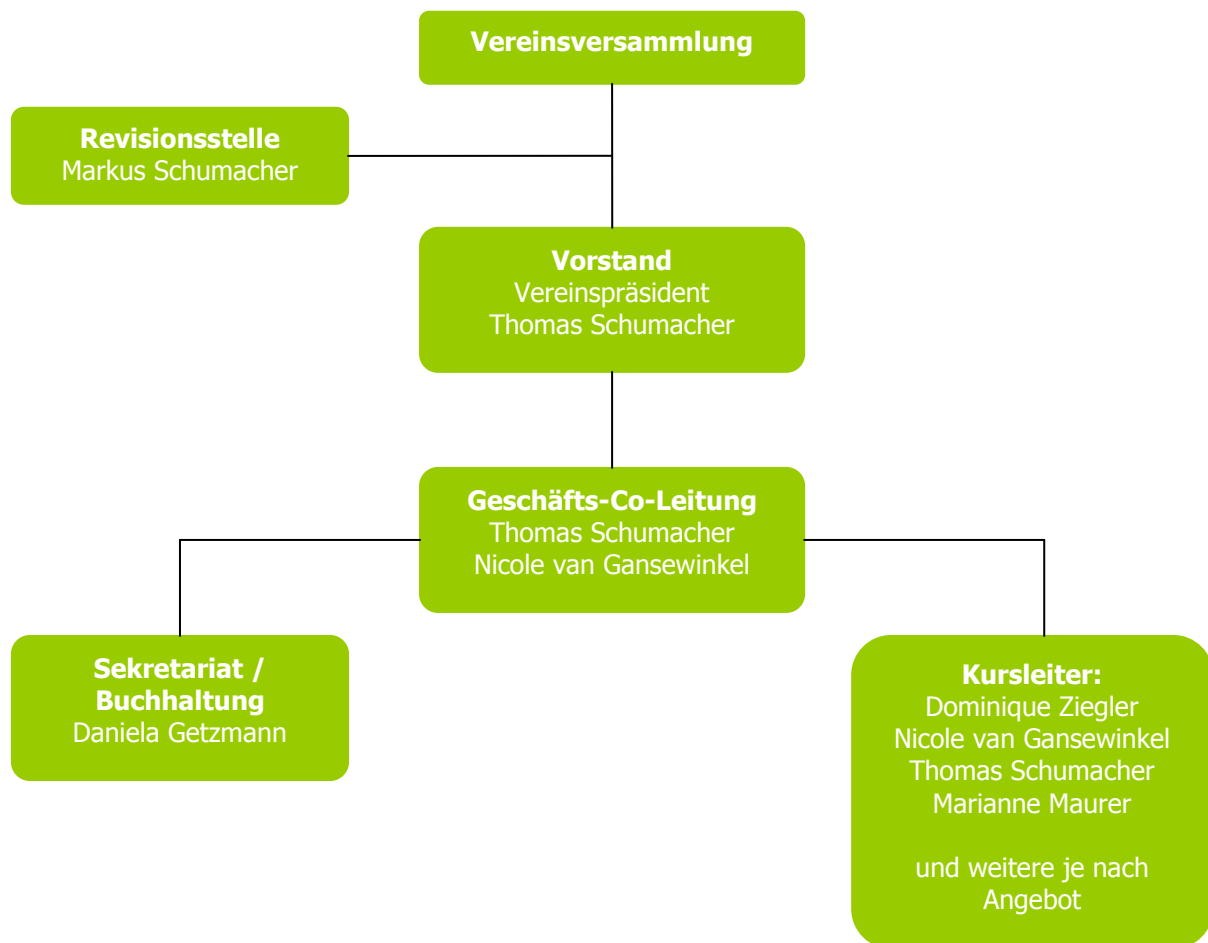 Vereinsversammlung
Revisionsstelle
Markus Schumacher
Vorstand
Vereinspräsident
Thomas Schumacher
Geschäfts-Co-Leitung
Thomas Schumacher
Nicole van Gansewinkel
Sekretariat /
Buchhaltung
Daniela Getzmann
Kursleiter:
Dominique Ziegler
Nicole van Gansewinkel
Thomas Schumacher
Marianne Maurer
und weitere je nach
Angebot